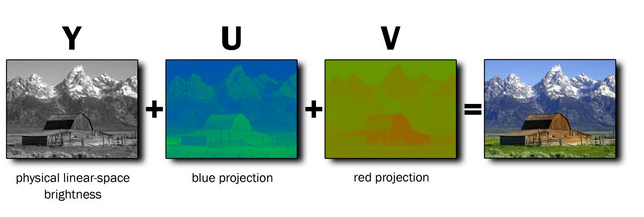 Y U V
+ + =
physical linear-space brightness
blue projection
red projection